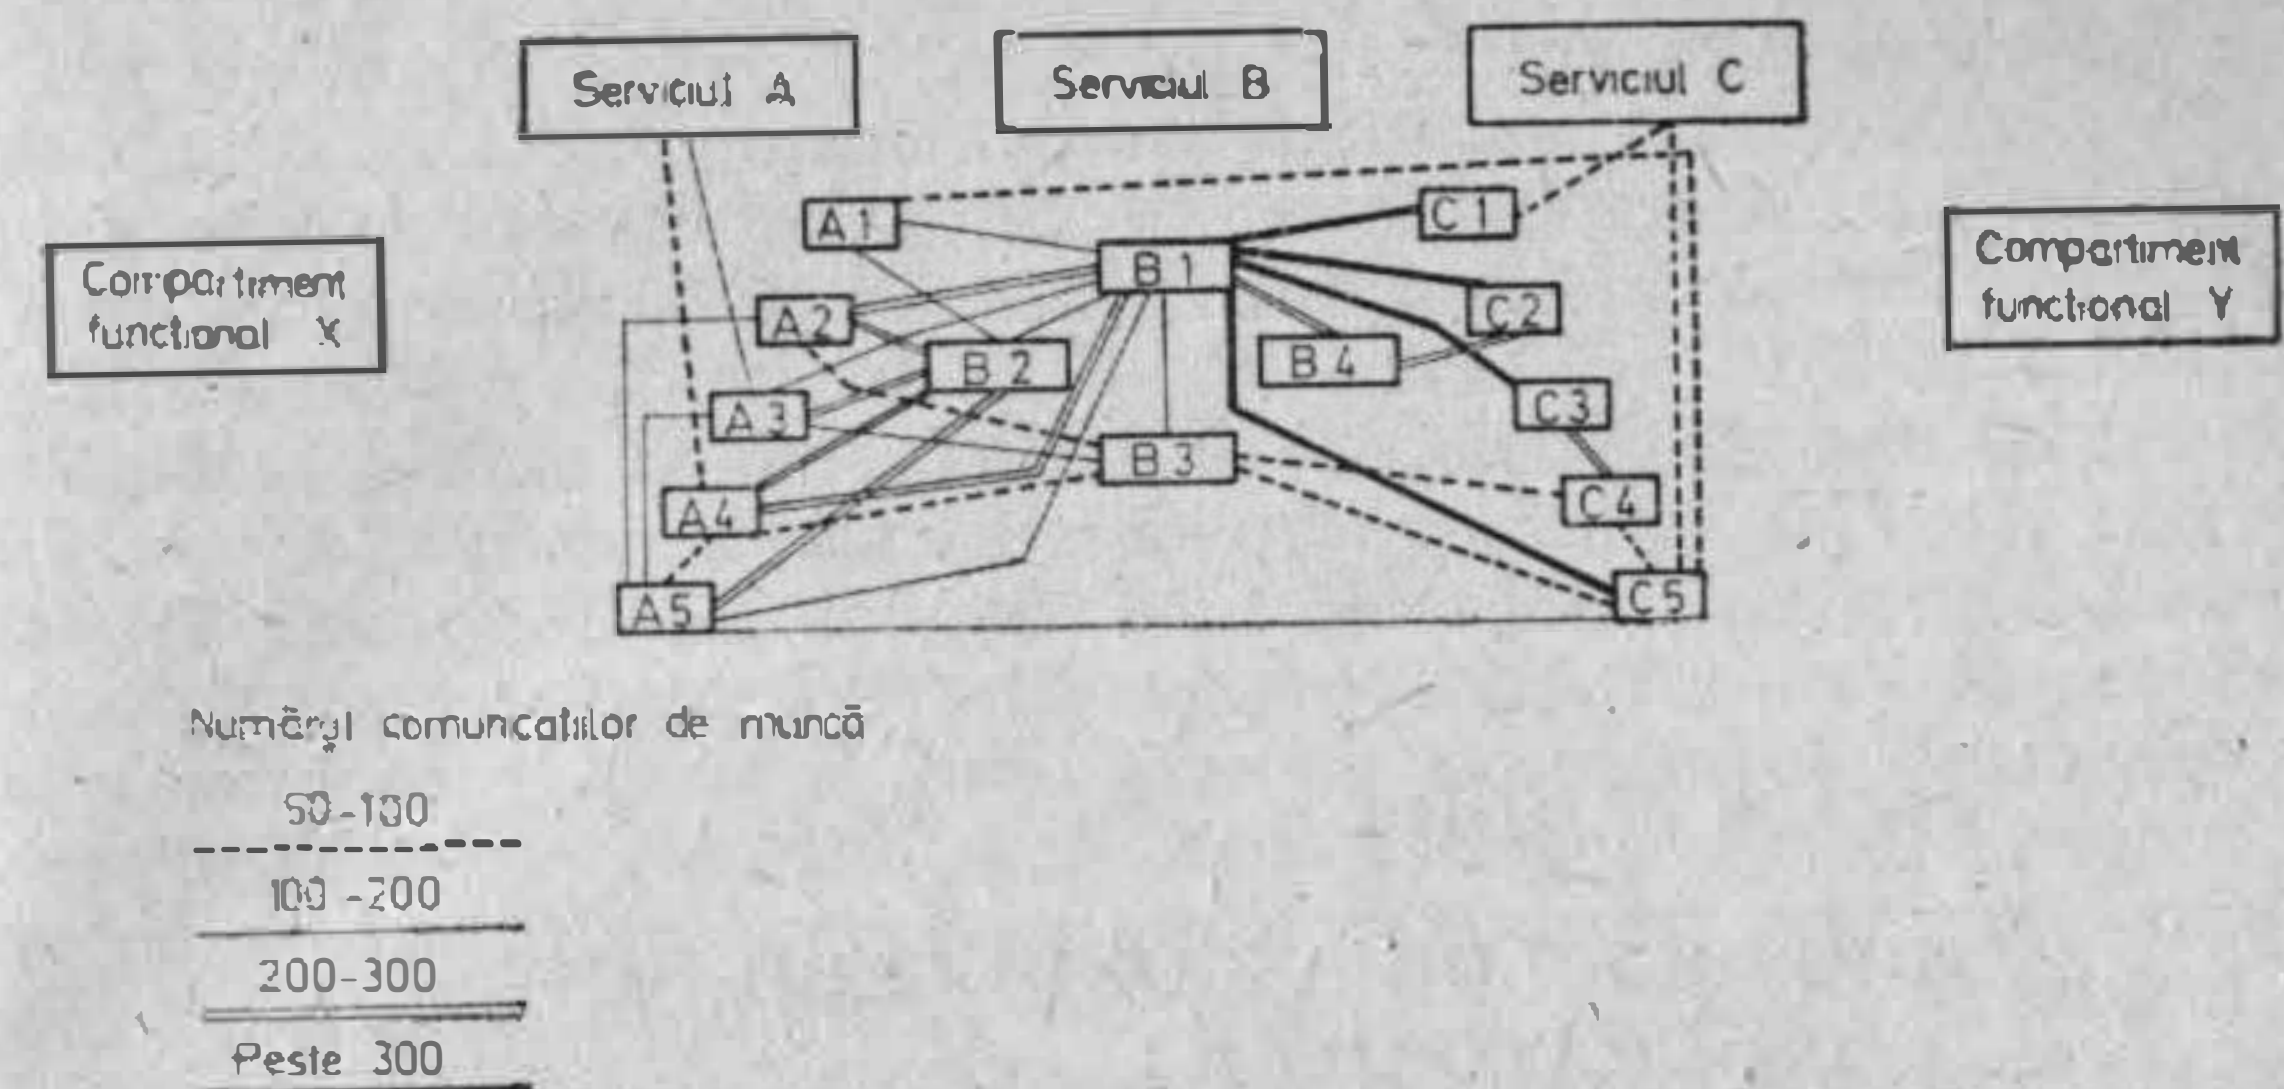 Serviciul A
Serviciul B
Serviciul C
Compartiment
functional X
Compartiment
functional Y
A1
C1
B1
A2
C2
B2
B4
A3
C3
B3
A4
C4
A5
C5
Numărul comunicatiilor de muncă
50-100
100-200
200-300
Peste 300